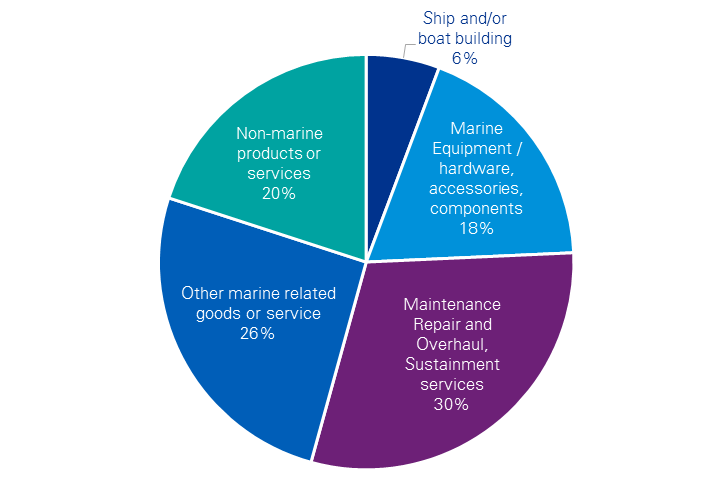 Ship and/or
boat building
6%
Marine
Equipment /
hardware,
accessories,
components
18%
Maintenance
Repair and
Overhaul,
Sustainment
services
30%
Other marine related
goods or service
26%
Non-marine
products or
services
20%